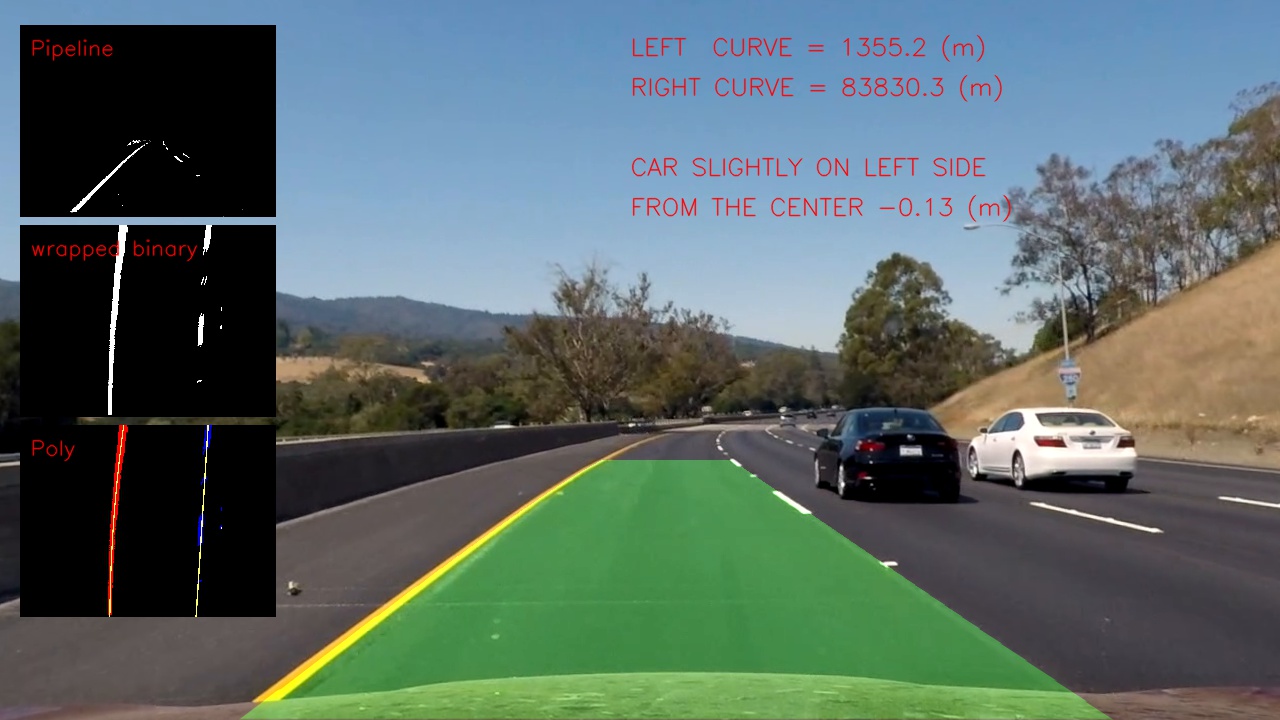 Pipeline
LEFT CURVE = 1355.2 (m)
RIGHT CURVE = 83830.3 (m)
CAR SLIGHTLY ON LEFT SIDE
FROM THE CENTER -0.13 (m)
wrapped binary
Poly